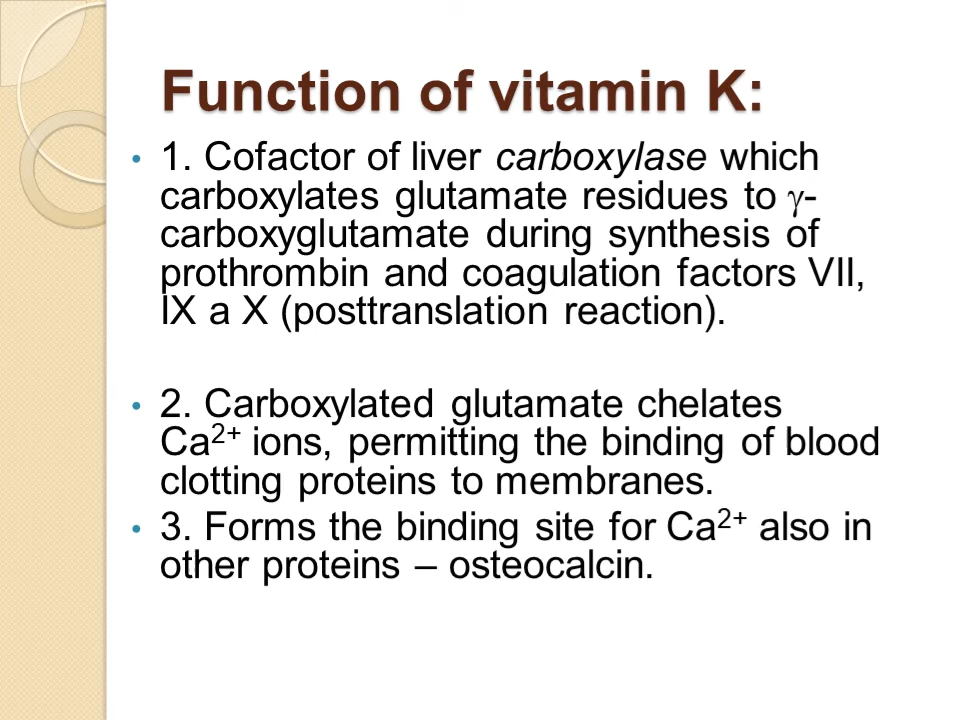 Function of vitamin K:
• 1. Cofactor of liver carboxylase which
carboxylates glutamate residues to γ-
carboxyglutamate during synthesis of
prothrombin and coagulation factors VII,
IX a X (posttranslation reaction).
• 2. Carboxylated glutamate chelates
Ca²⁺ ions, permitting the binding of blood
clotting proteins to membranes.
• 3. Forms the binding site for Ca²⁺ also in
other proteins – osteocalcin.